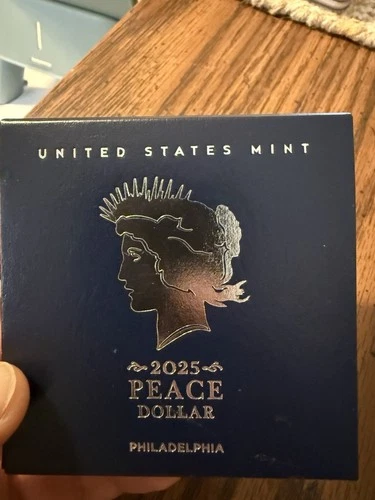 UNITED STATES MINT
2025
PEACE
DOLLAR
PHILADELPHIA